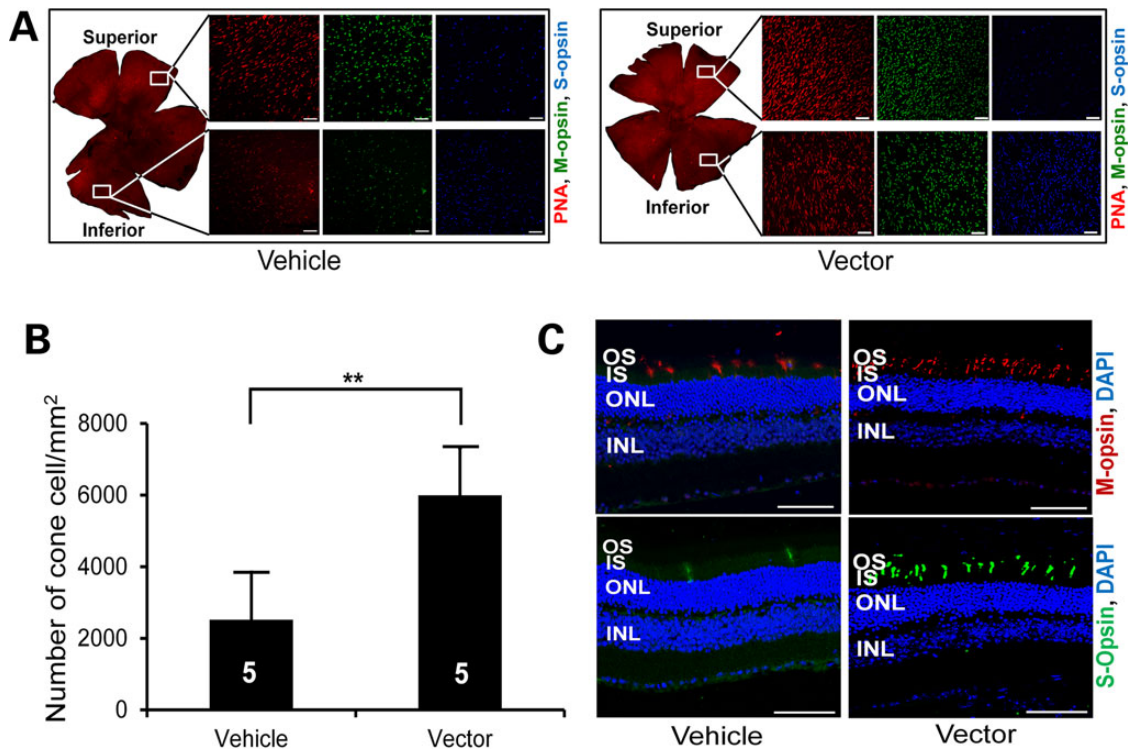 A
Superior
Inferior
PNA, M-opsin, S-opsin
Vehicle
Superior
Inferior
PNA, M-opsin, S-opsin
Vector
B
Number of cone cell/mm²
8000
6000
4000
2000
0
**
5
5
Vehicle
Vector
C
OS
IS
ONL
INL
OS
IS
ONL
INL
M-opsin, DAPI
OS
IS
ONL
INL
OS
IS
ONL
INL
S-Opsin, DAPI
Vehicle
Vector